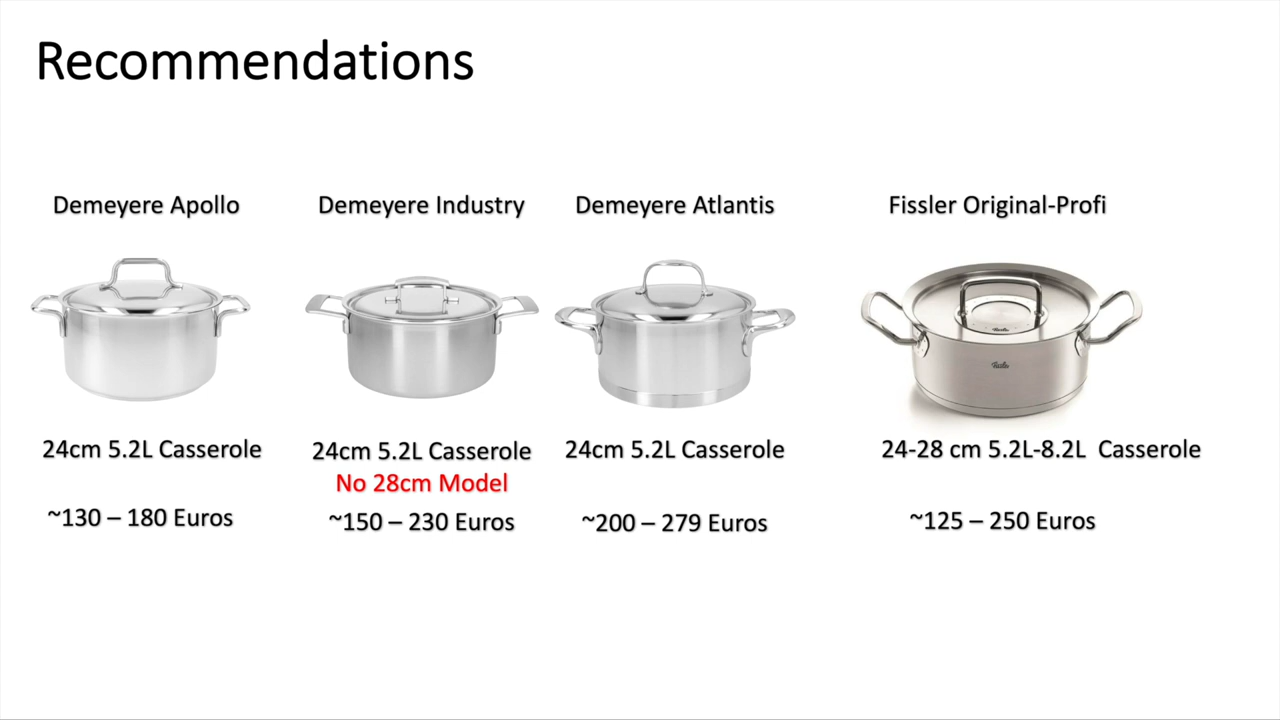 Recommendations
Demeyere Apollo
Demeyere Industry
Demeyere Atlantis
Fissler Original-Profi
Fissler
24cm 5.2L Casserole
24cm 5.2L Casserole
No 28cm Model
24cm 5.2L Casserole
24-28 cm 5.2L-8.2L Casserole
~130 – 180 Euros
~150 – 230 Euros
~200 – 279 Euros
~125 – 250 Euros